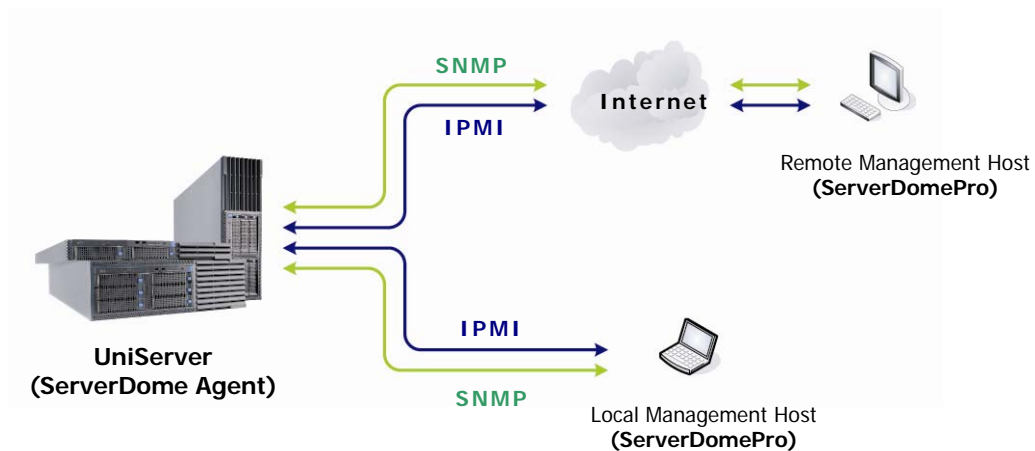 SNMP
Internet
IPMI
Remote Management Host
(ServerDomePro)
UniServer
(ServerDome Agent)
IPMI
SNMP
Local Management Host
(ServerDomePro)